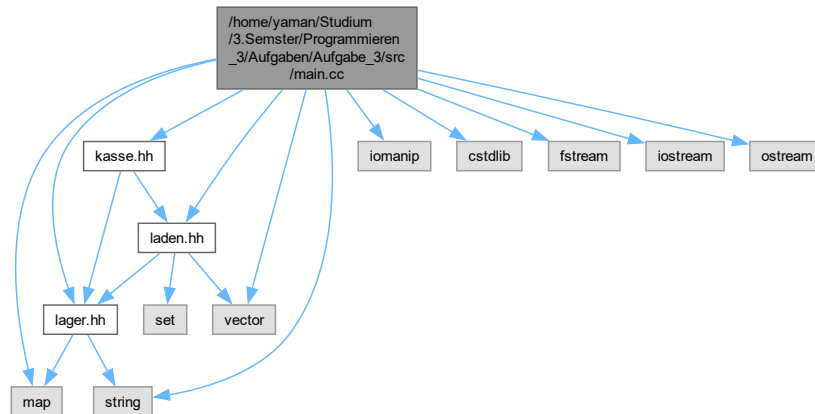 /home/yaman/Studium
/3.Semster/Programmieren
_3/Aufgaben/Aufgabe_3/src
/main.cc
kasse.hh
iomanip
cstdlib
fstream
iostream
ostream
laden.hh
lager.hh
set
vector
map
string